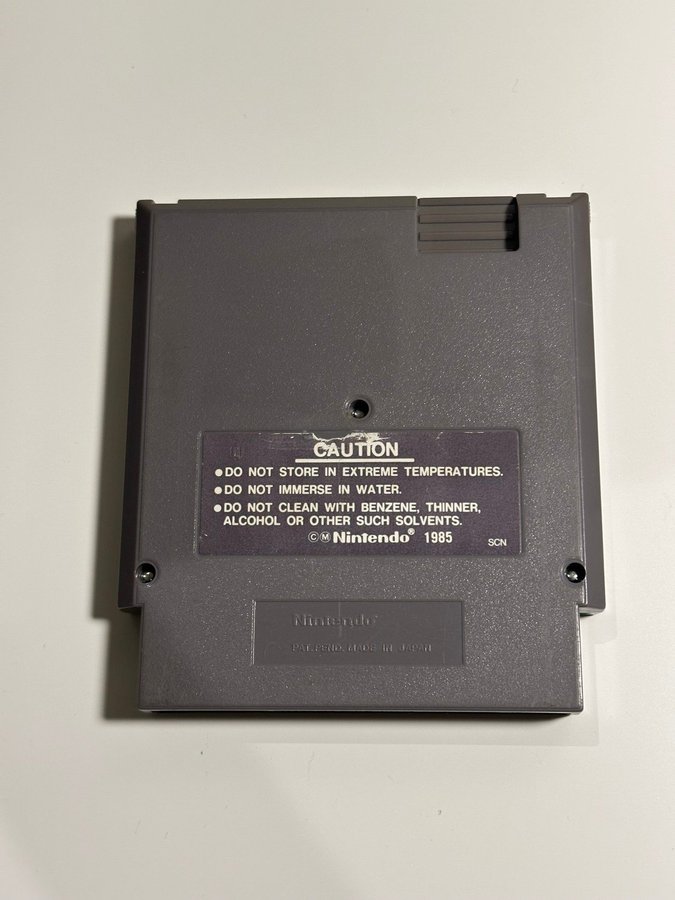 CAUTION
●DO NOT STORE IN EXTREME TEMPERATURES.
●DO NOT IMMERSE IN WATER.
●DO NOT CLEAN WITH BENZENE, THINNER,
ALCOHOL OR OTHER SUCH SOLVENTS.
©Ⓜ Nintendo® 1985
SCN
Nintendo®
PAT. PEND. MADE IN JAPAN